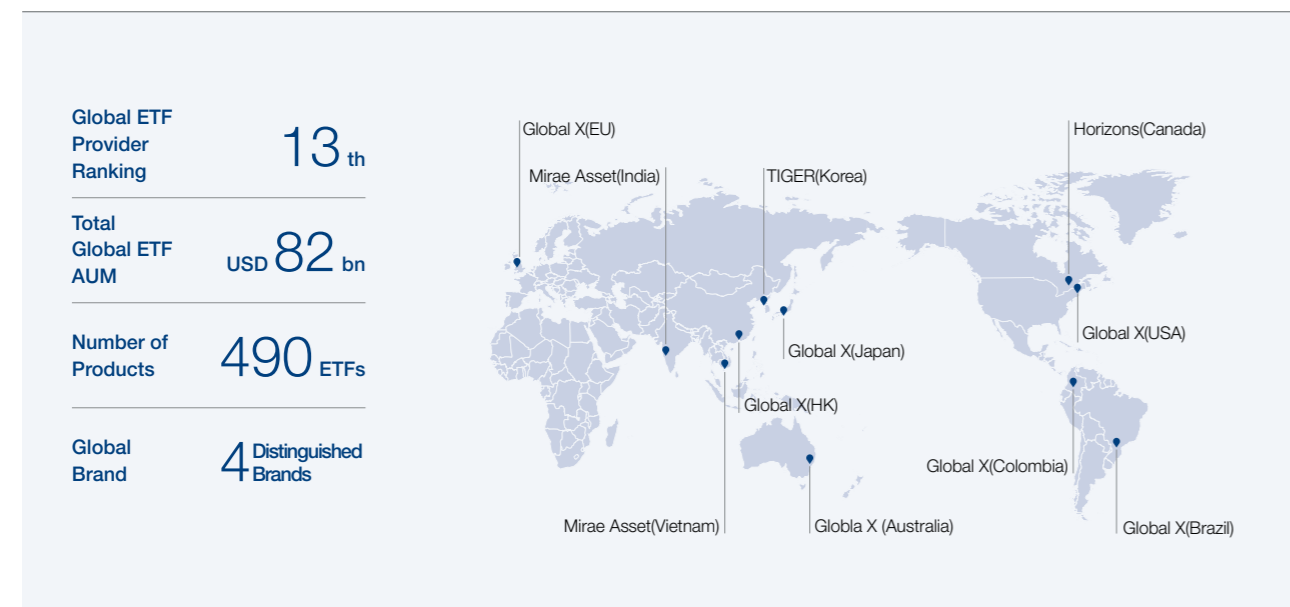 Global ETF
Provider
Ranking
13 th
Total
Global ETF
AUM
USD 82 bn
Number of
Products
490 ETFs
Global
Brand
4 Distinguished
Brands
Global X(EU)
Horizons(Canada)
Mirae Asset(India)
TIGER(Korea)
Global X(USA)
Global X(Japan)
Global X(HK)
Global X(Colombia)
Mirae Asset(Vietnam)
Globla X (Australia)
Global X(Brazil)